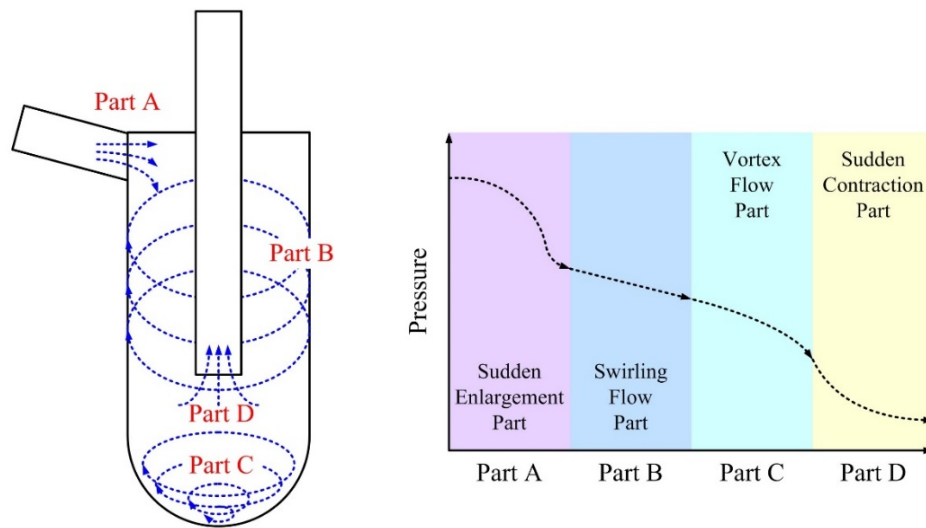 Part A
Part B
Part D
Part C
Pressure
Sudden
Enlargement
Part
Swirling
Flow
Part
Vortex
Flow
Part
Sudden
Contraction
Part
Part A
Part B
Part C
Part D